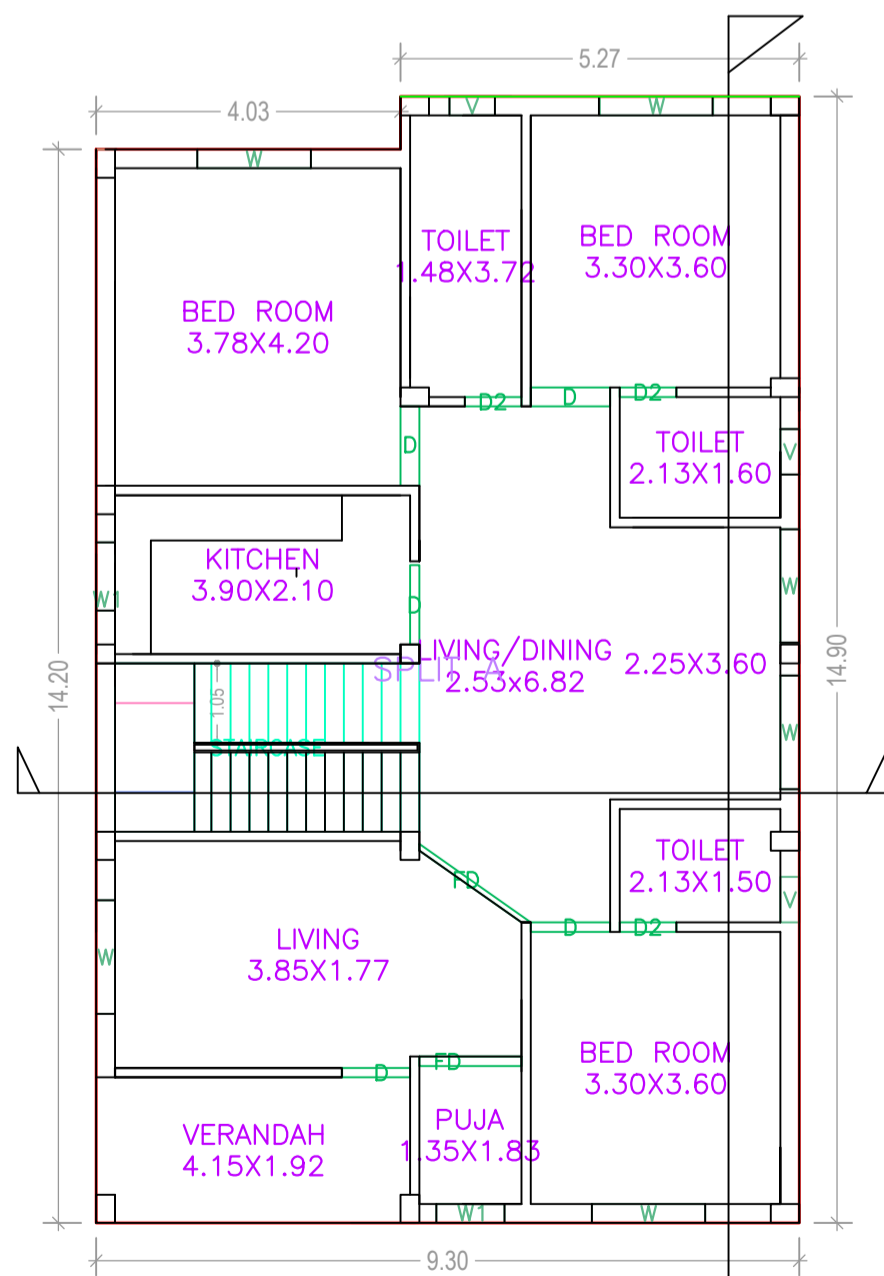 5.27
4.03
V
W
W
TOILET
1.48X3.72
BED ROOM
3.30X3.60
BED ROOM
3.78X4.20
D2
D
D2
D
TOILET
2.13X1.60
V
KITCHEN
3.90X2.10
W1
D
W
LIVING/DINING
2.53x6.82
2.25X3.60
SPLIT A
14.20
14.90
1.05
STAIRCASE
W
TOILET
2.13X1.50
V
FD
D
D2
LIVING
3.85X1.77
W
FD
D
BED ROOM
3.30X3.60
PUJA
1.35X1.83
VERANDAH
4.15X1.92
W1
W
9.30